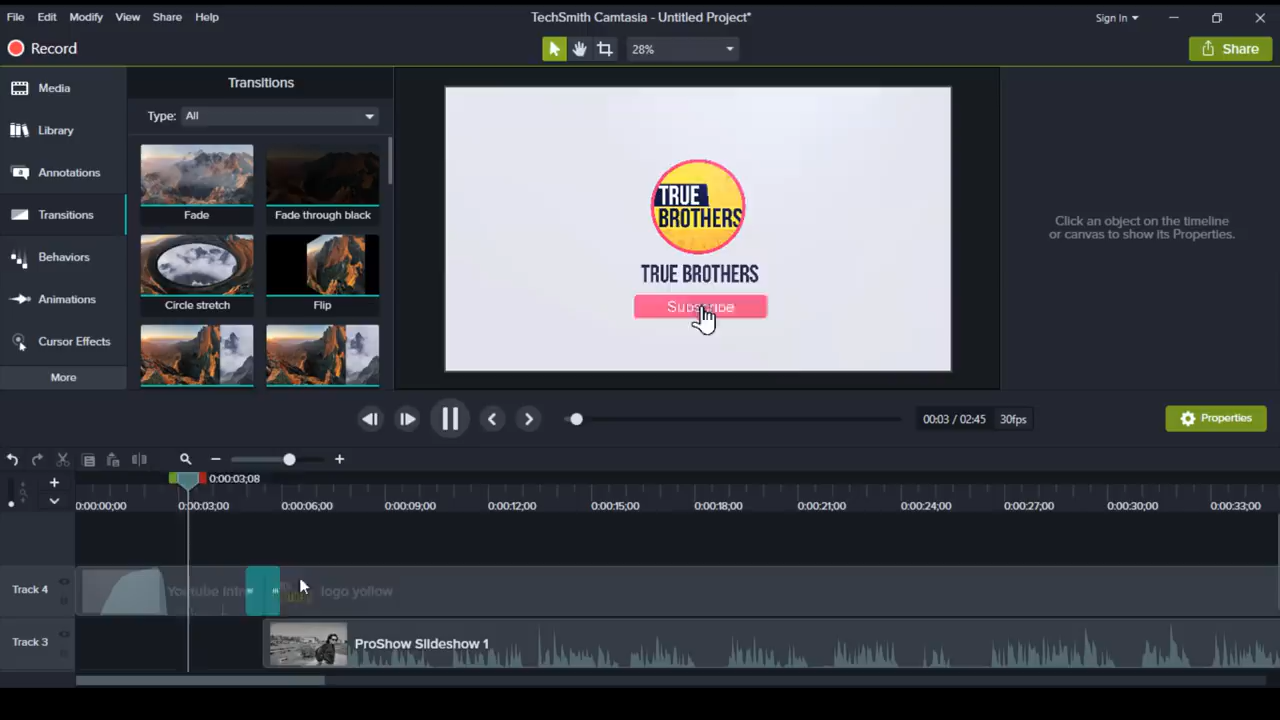 File Edit Modify View Share Help
TechSmith Camtasia - Untitled Project*
Sign In
Record
28%
Share
Media
Library
Annotations
Transitions
Behaviors
Animations
Cursor Effects
More
Transitions
Type: All
Fade
Fade through black
Circle stretch
Flip
TRUE
BROTHERS
TRUE BROTHERS
Subscribe
Click an object on the timeline
or canvas to show its Properties.
00:03 / 02:45 30fps
Properties
0:00:03;08
0:00:00;00 0:00:03;00 0:00:06;00 0:00:09;00 0:00:12;00 0:00:15;00 0:00:18;00 0:00:21;00 0:00:24;00 0:00:27;00 0:00:30;00 0:00:33;00
Track 4
Youtube Intr
logo yollow
Track 3
ProShow Slideshow 1